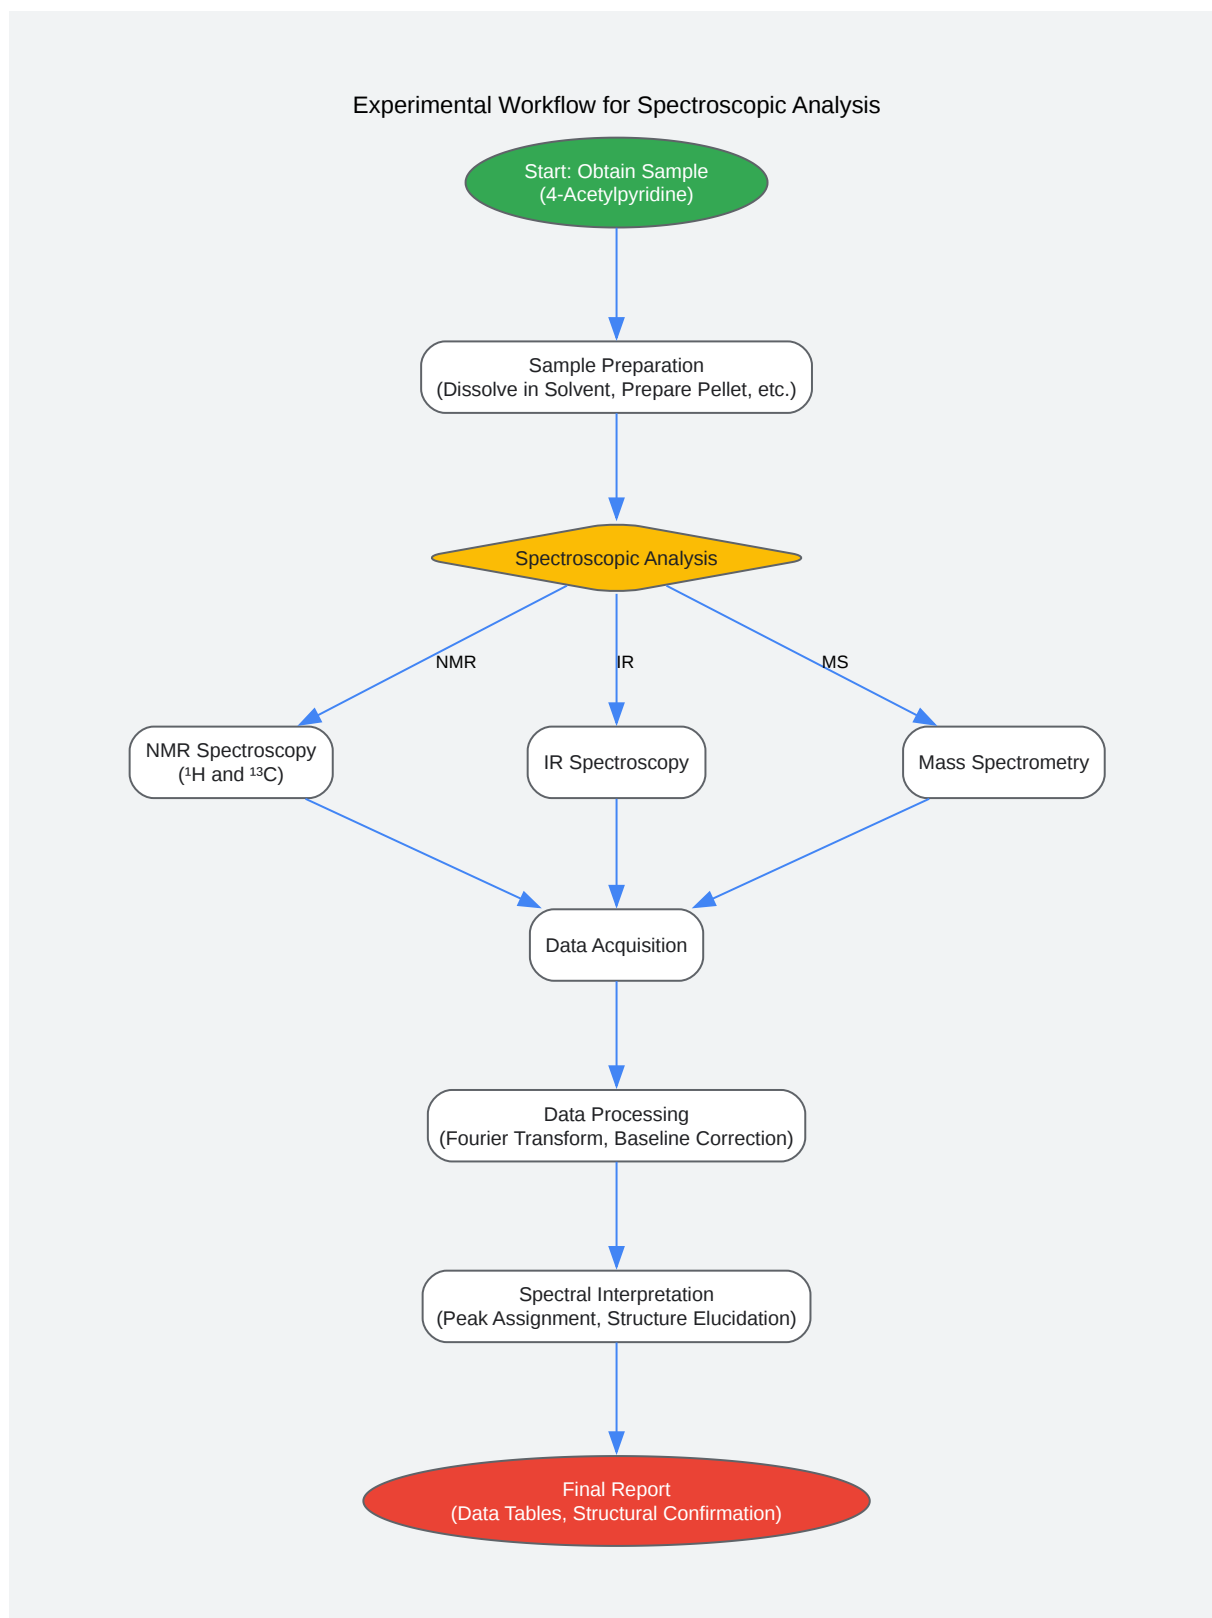 Experimental Workflow for Spectroscopic Analysis
Start: Obtain Sample
(4-Acetylpyridine)
Sample Preparation
(Dissolve in Solvent, Prepare Pellet, etc.)
Spectroscopic Analysis
NMR
IR
MS
NMR Spectroscopy
(¹H and ¹³C)
IR Spectroscopy
Mass Spectrometry
Data Acquisition
Data Processing
(Fourier Transform, Baseline Correction)
Spectral Interpretation
(Peak Assignment, Structure Elucidation)
Final Report
(Data Tables, Structural Confirmation)